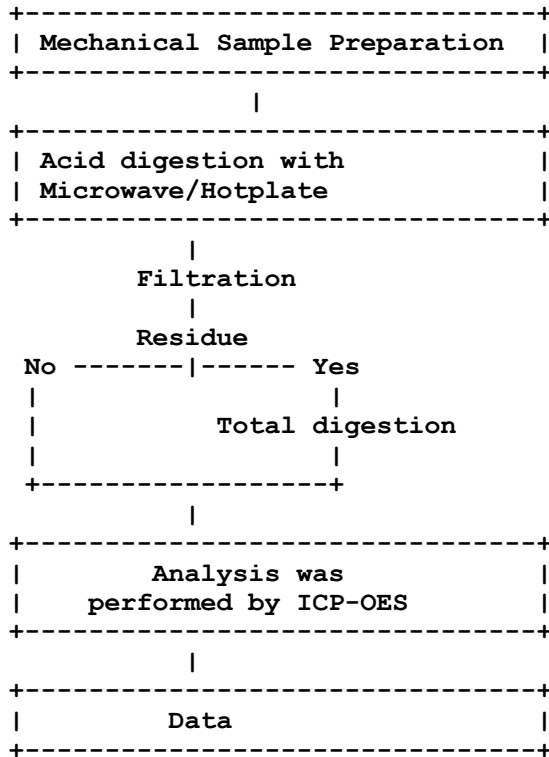 Mechanical Sample Preparation
Acid digestion with
Microwave/Hotplate
Filtration
Residue
No Yes
Total digestion
Analysis was
performed by ICP-OES
Data